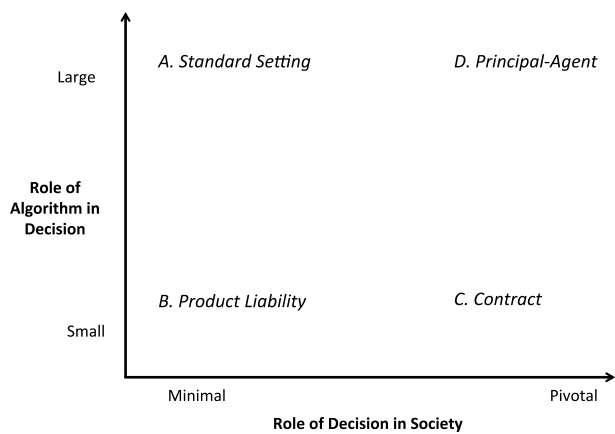 A. Standard Setting
D. Principal-Agent
Large
Role of
Algorithm in
Decision
B. Product Liability
C. Contract
Small
Minimal
Pivotal
Role of Decision in Society